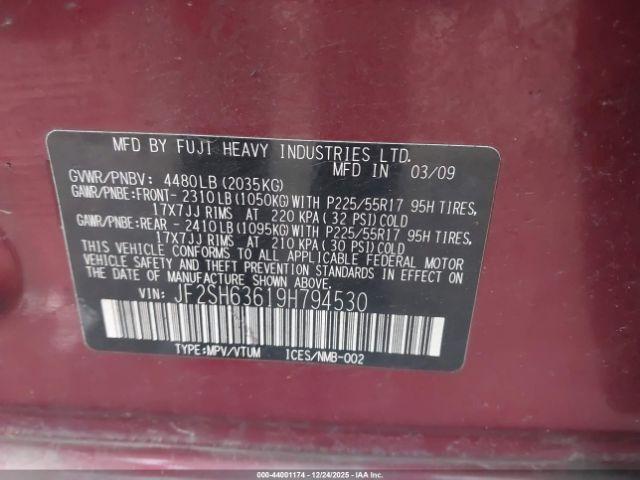 MFD BY FUJI HEAVY INDUSTRIES LTD.
MFD. IN 03/09
GVWR/PNBV: 4480LB (2035KG)
GAWR/PNBE:FRONT- 2310LB(1050KG)WITH P225/55R17 95H TIRES,
17X7JJ RIMS AT 220 KPA(32 PSI)COLD
GAWR/PNBE:REAR - 2410LB(1095KG)WITH P225/55R17 95H TIRES,
17X7JJ RIMS AT 210 KPA(30 PSI)COLD
THIS VEHICLE CONFORMS TO ALL APPLICABLE FEDERAL MOTOR
VEHICLE SAFETY AND THEFT PREVENTION STANDARDS IN EFFECT ON
THE DATE OF MANUFACTURE SHOWN ABOVE.
VIN: JF2SH63619H794530
TYPE:MPV/VTUM ICES/NMB-002
000-44001174 • 12/24/2025 • IAAI.COM